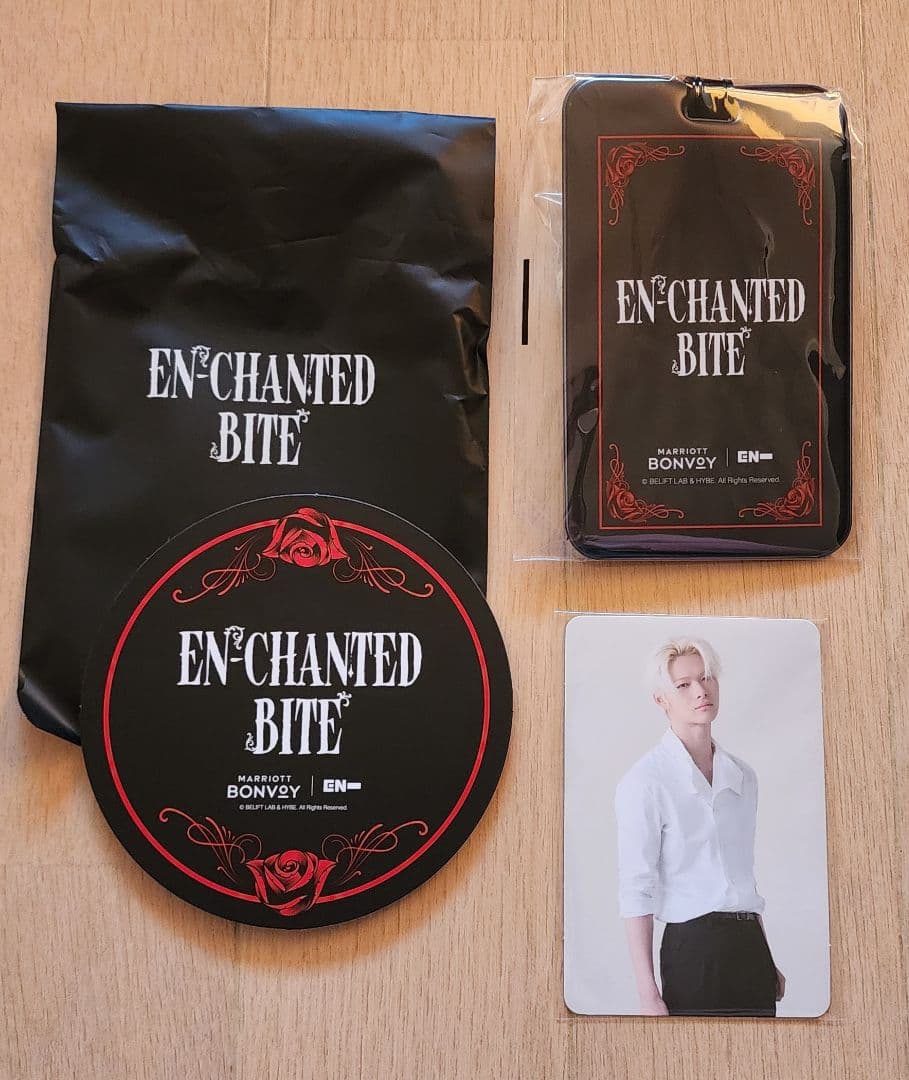 EN-CHANTED
BITE
EN-CHANTED
BITE
MARRIOTT
BONVOY
EN-
© BELIFT LAB & HYBE. All Rights Reserved.
EN-CHANTED
BITE
MARRIOTT
BONVOY
EN-
© BELIFT LAB & HYBE. All Rights Reserved.